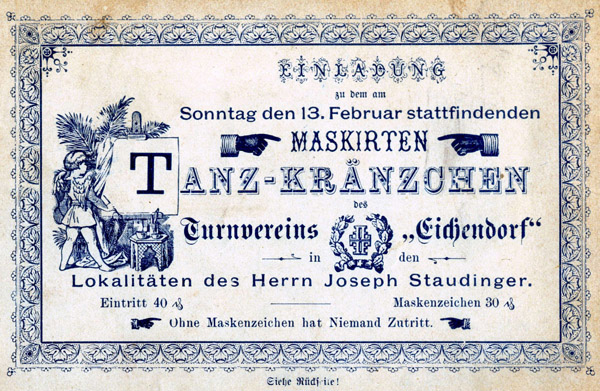 EINLADUNG
zu dem am
Sonntag den 13. Februar stattfindenden
MASKIRTEN
TANZ-KRÄNZCHEN
des
Turnvereins „Eichendorf“
in den
Lokalitäten des Herrn Joseph Staudinger.
Eintritt 40 ₰ Maskenzeichen 30 ₰
Ohne Maskenzeichen hat Niemand Zutritt.
Siehe Rückseite!